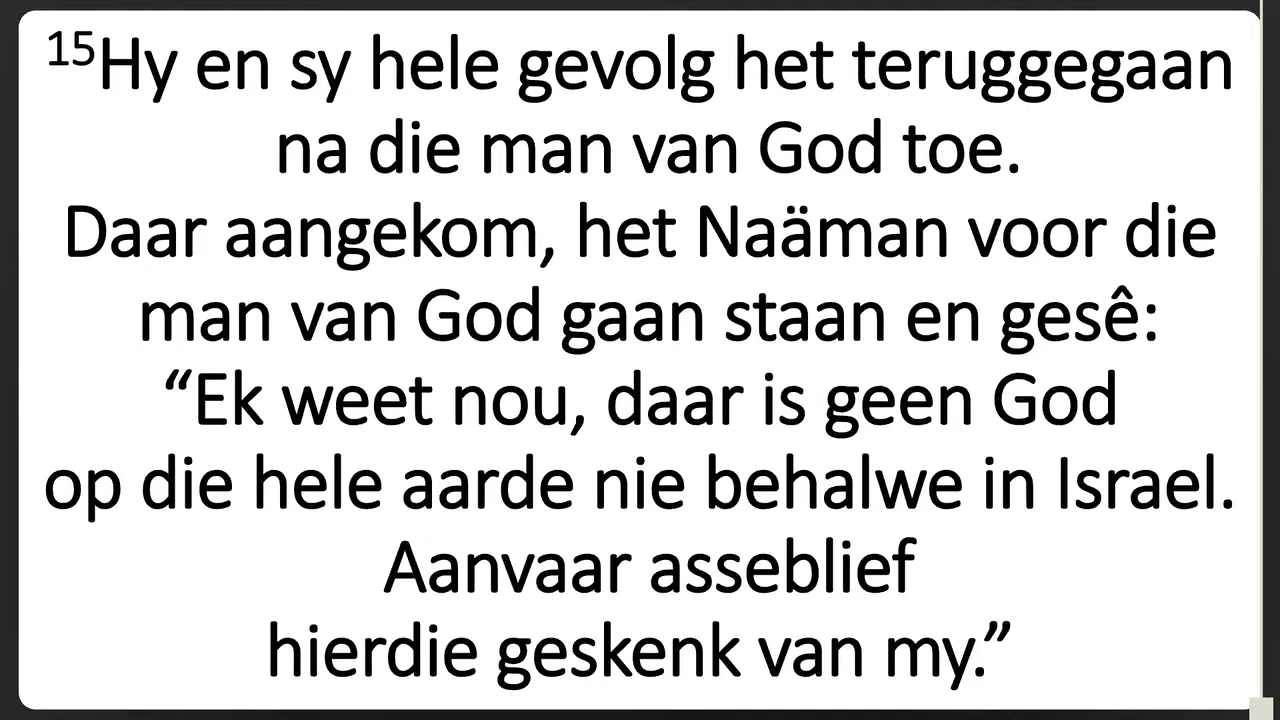 ¹⁵Hy en sy hele gevolg het teruggegaan
na die man van God toe.
Daar aangekom, het Naäman voor die
man van God gaan staan en gesê:
“Ek weet nou, daar is geen God
op die hele aarde nie behalwe in Israel.
Aanvaar asseblief
hierdie geskenk van my.”